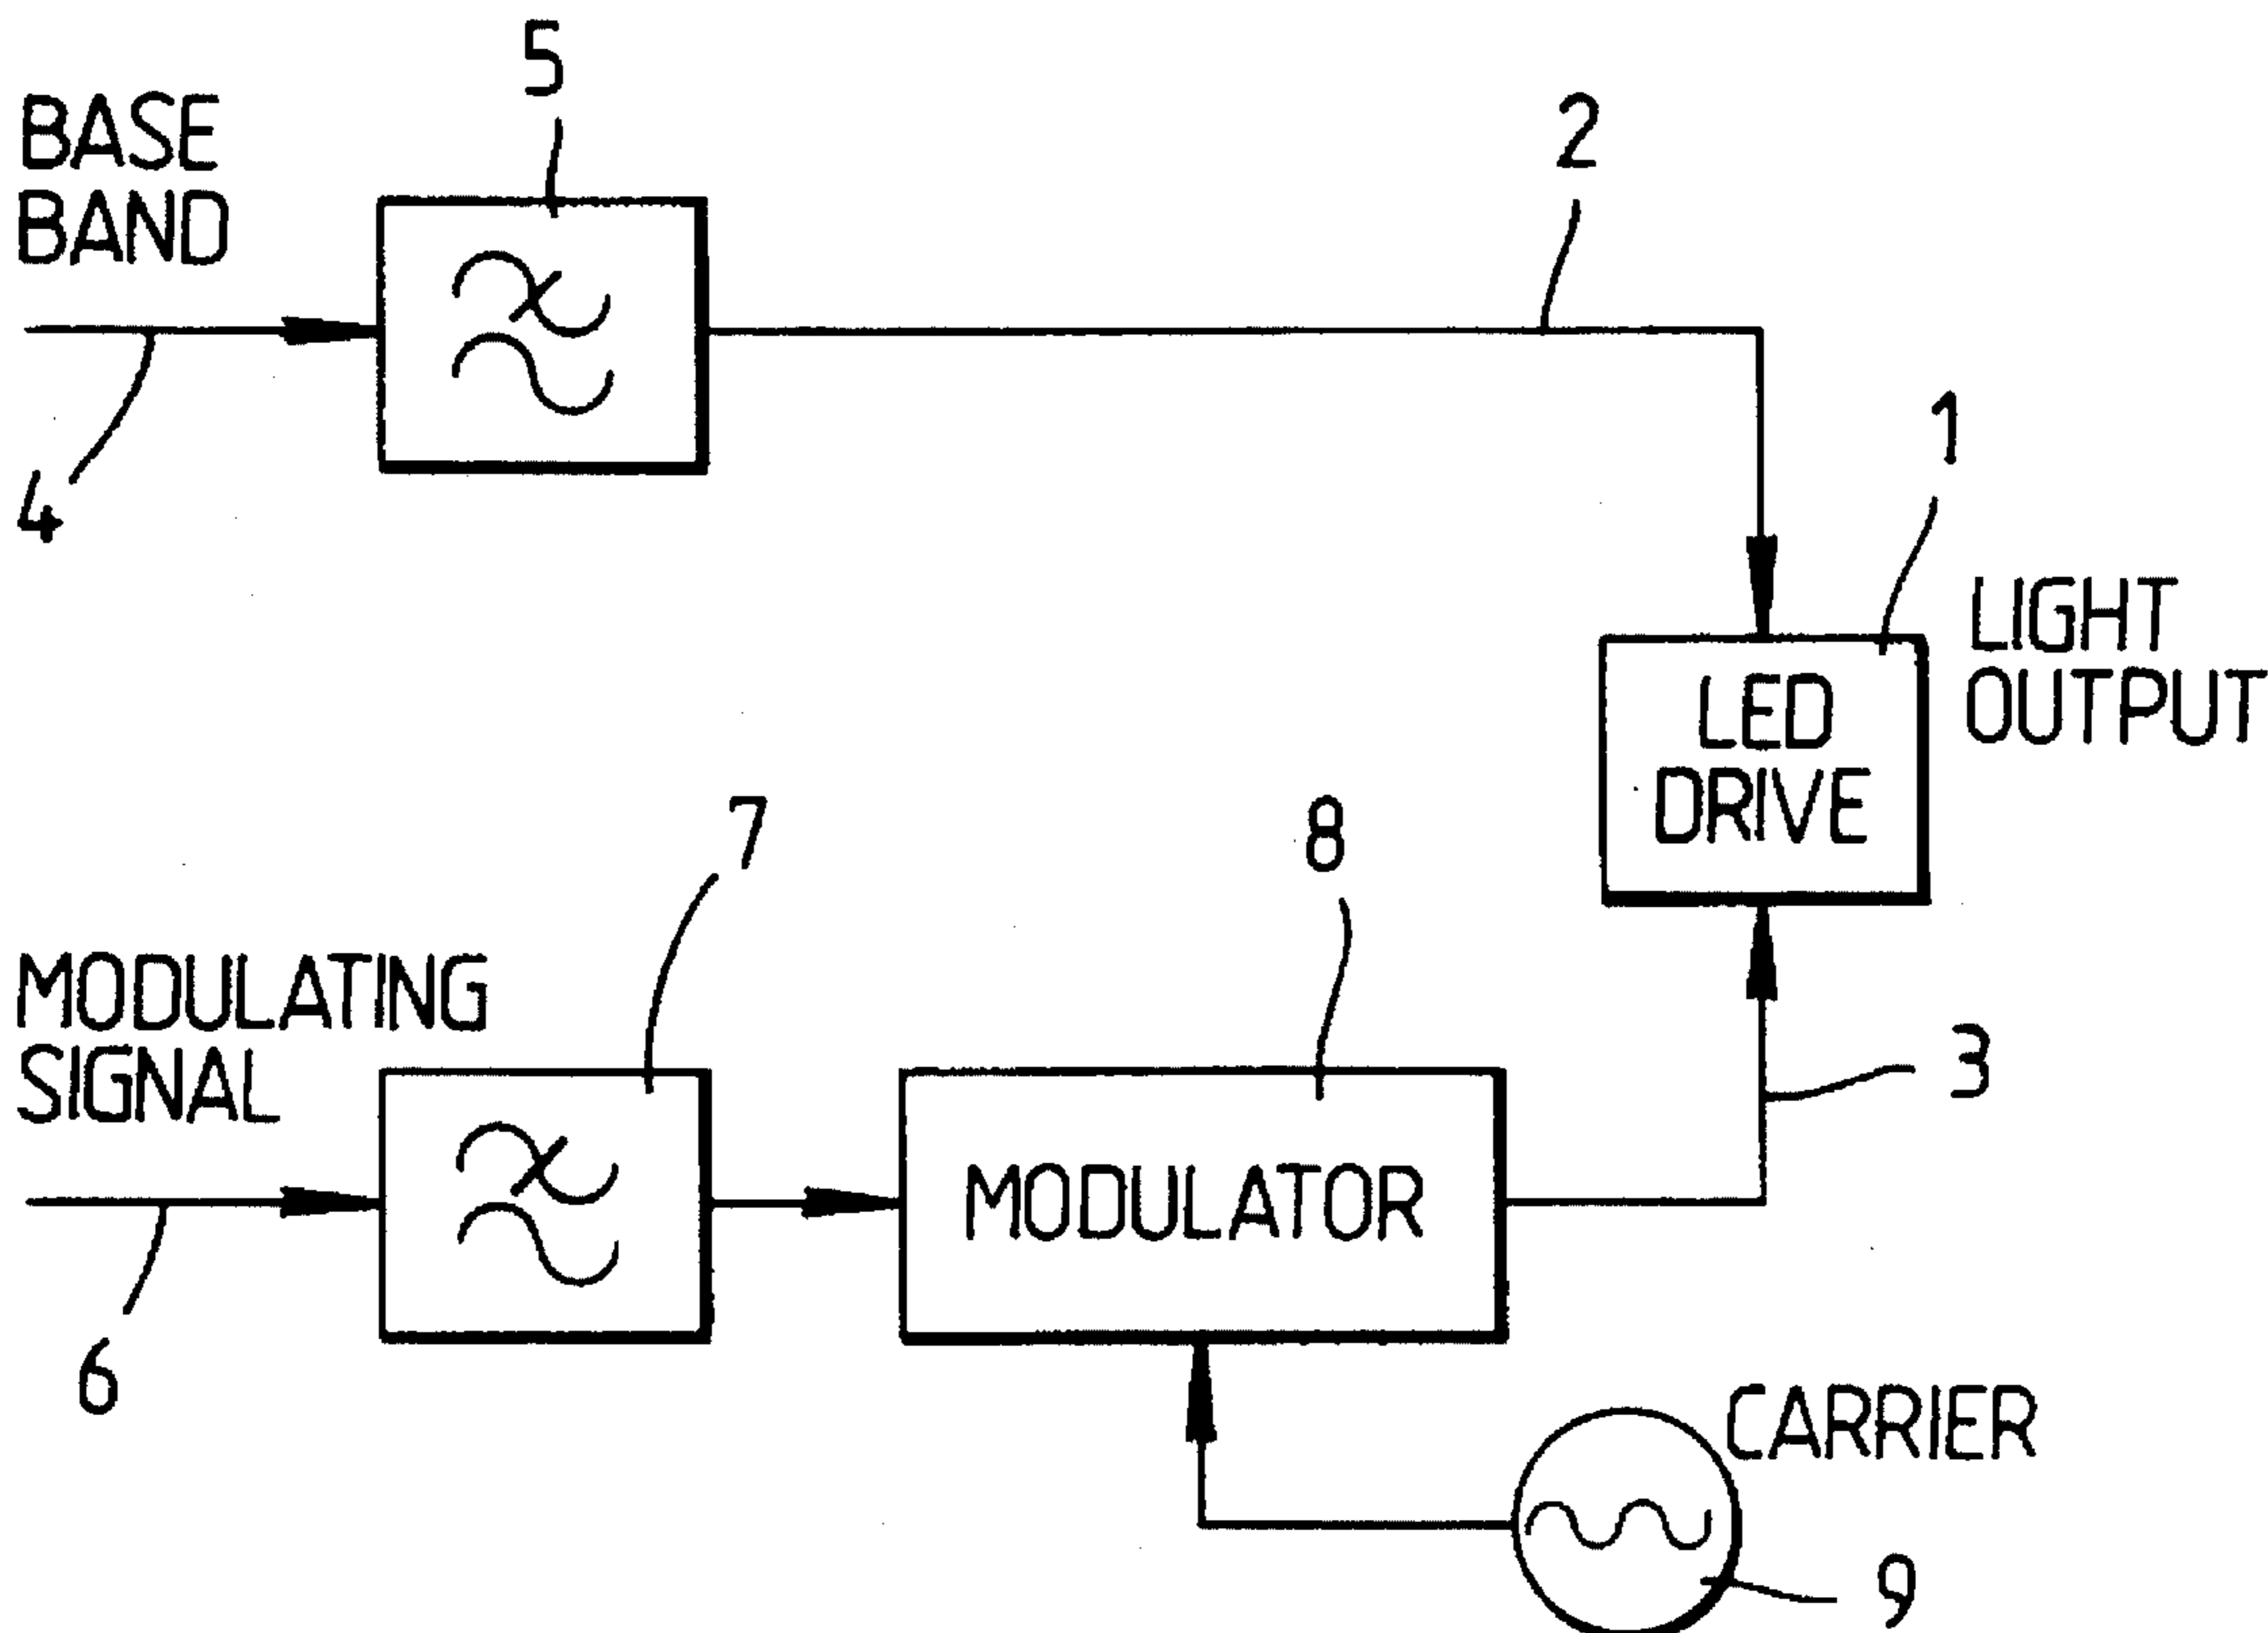 5
BASE
BAND
2
4
1
LIGHT
OUTPUT
LED
DRIVE
7
8
MODULATING
SIGNAL
3
MODULATOR
6
CARRIER
9